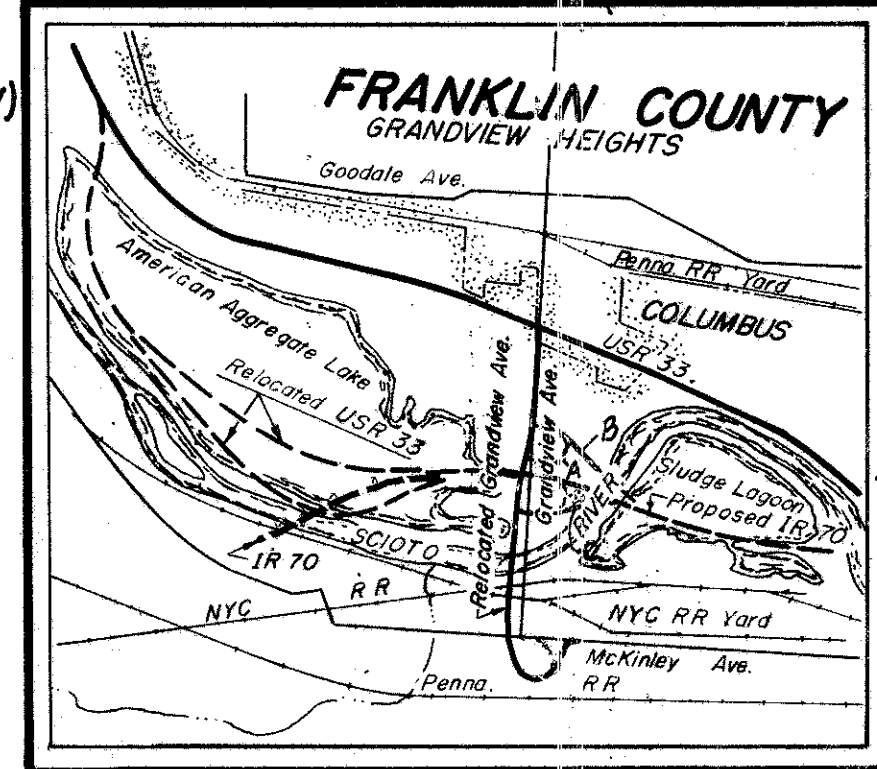 FRANKLIN COUNTY
GRANDVIEW HEIGHTS
Goodale Ave.
Penna RR Yard
COLUMBUS
USR 33.
American Aggregate Lake
Relocated USR 33
Relocated Grandview Ave.
Grandview Ave.
B
A
RIVER
Sludge Lagoon
Proposed IR 70
SCIOTO
IR 70
NYC RR
NYC RR Yard
McKinley Ave.
Penna. RR